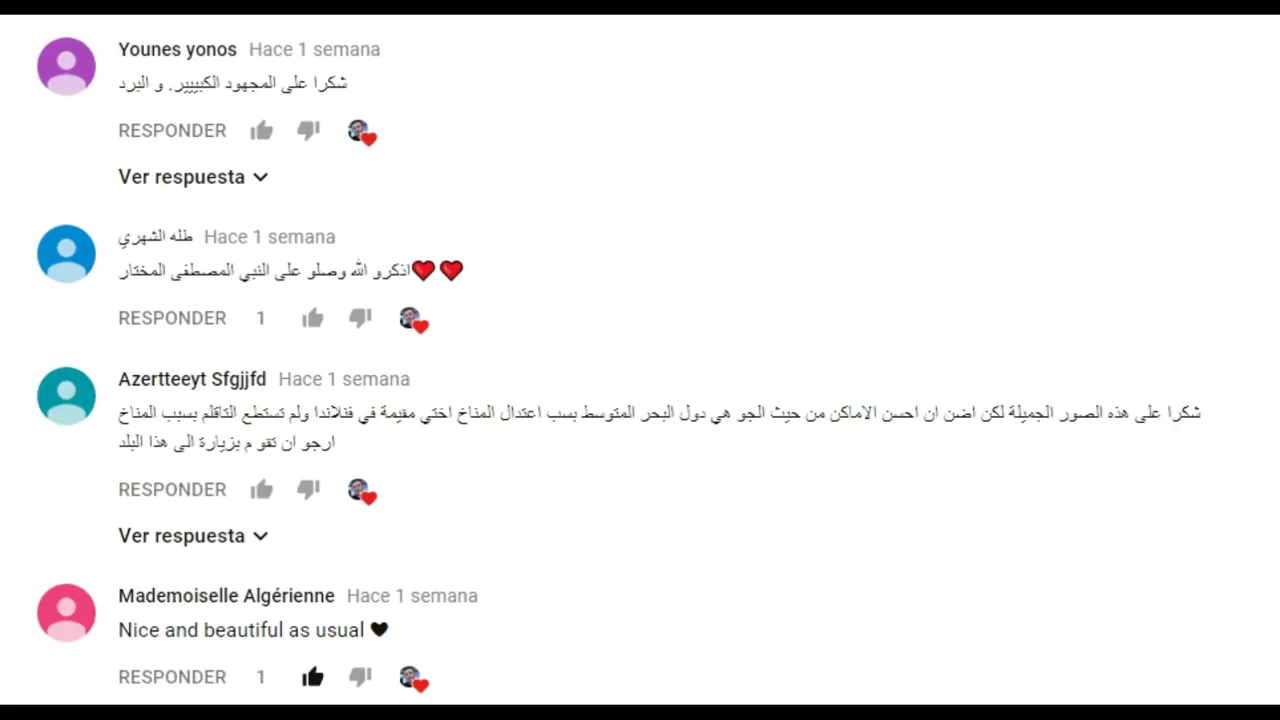 Younes yonos Hace 1 semana
شكرا على المجهود الكبييير. و البرد
RESPONDER
Ver respuesta
طله الشهري Hace 1 semana
اذكرو الله وصلو على النبي المصطفى المختار❤️❤️
RESPONDER 1
Azertteeyt Sfgjjfd Hace 1 semana
شكرا على هذه الصور الجميلة لكن اضن ان احسن الاماكن من حيث الجو هي دول البحر المتوسط بسب اعتدال المناخ اختي مقيمة في فنلاندا ولم تستطع التاقلم بسبب المناخ
ارجو ان تقو م بزيارة الى هذا البلد
RESPONDER
Ver respuesta
Mademoiselle Algérienne Hace 1 semana
Nice and beautiful as usual 🖤
RESPONDER 1